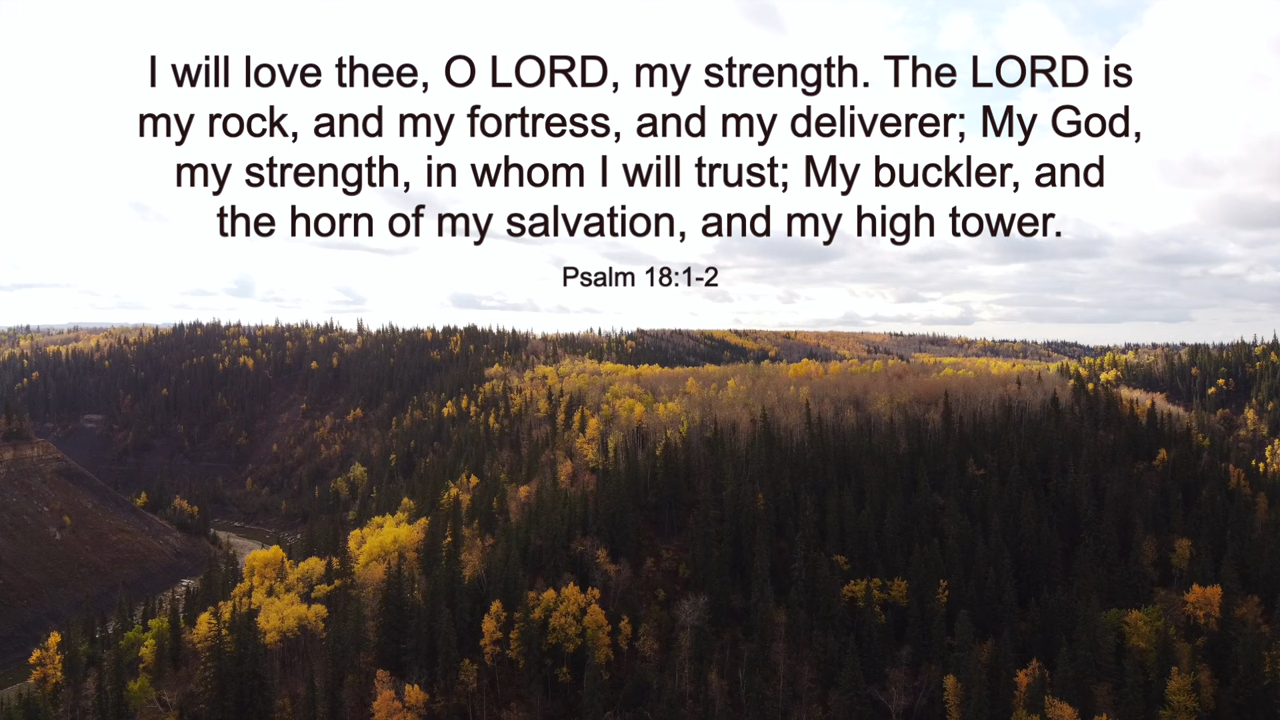 I will love thee, O LORD, my strength. The LORD is
my rock, and my fortress, and my deliverer; My God,
my strength, in whom I will trust; My buckler, and
the horn of my salvation, and my high tower.
Psalm 18:1-2